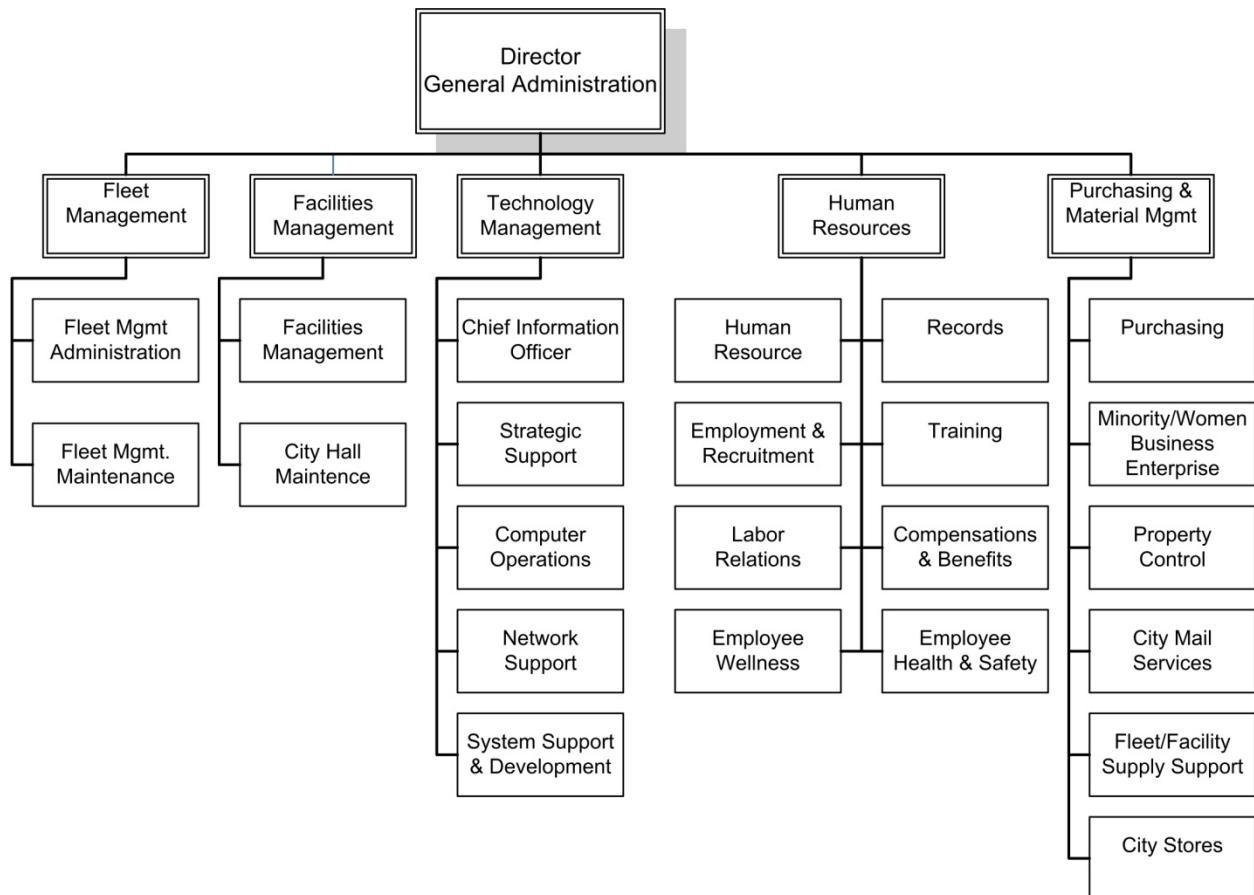 Director
General Administration
Fleet
Management
Facilities
Management
Technology
Management
Human
Resources
Purchasing &
Material Mgmt
Fleet Mgmt
Administration
Fleet Mgmt.
Maintenance
Facilities
Management
City Hall
Maintence
Chief Information
Officer
Strategic
Support
Computer
Operations
Network
Support
System Support
& Development
Human
Resource
Records
Employment &
Recruitment
Training
Labor
Relations
Compensations
& Benefits
Employee
Wellness
Employee
Health & Safety
Purchasing
Minority/Women
Business
Enterprise
Property
Control
City Mail
Services
Fleet/Facility
Supply Support
City Stores